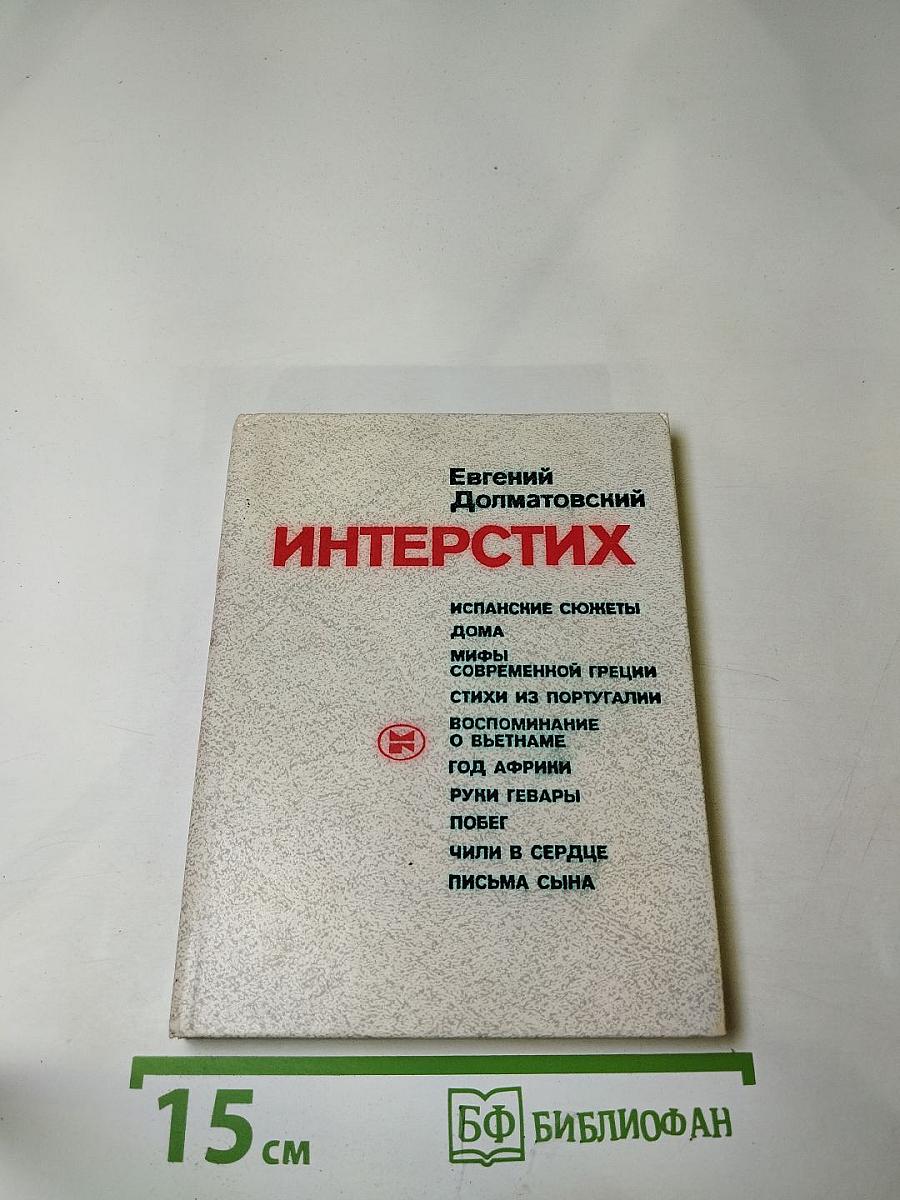 Евгений
Долматовский
ИНТЕРСТИХ
ИСПАНСКИЕ СЮЖЕТЫ
ДОМА
МИФЫ
СОВРЕМЕННОЙ ГРЕЦИИ
СТИХИ ИЗ ПОРТУГАЛИИ
ВОСПОМИНАНИЕ
О ВЬЕТНАМЕ
ГОД АФРИКИ
РУКИ ГЕВАРЫ
ПОБЕГ
ЧИЛИ В СЕРДЦЕ
ПИСЬМА СЫНА
15 см
БФ БИБЛИОФАН